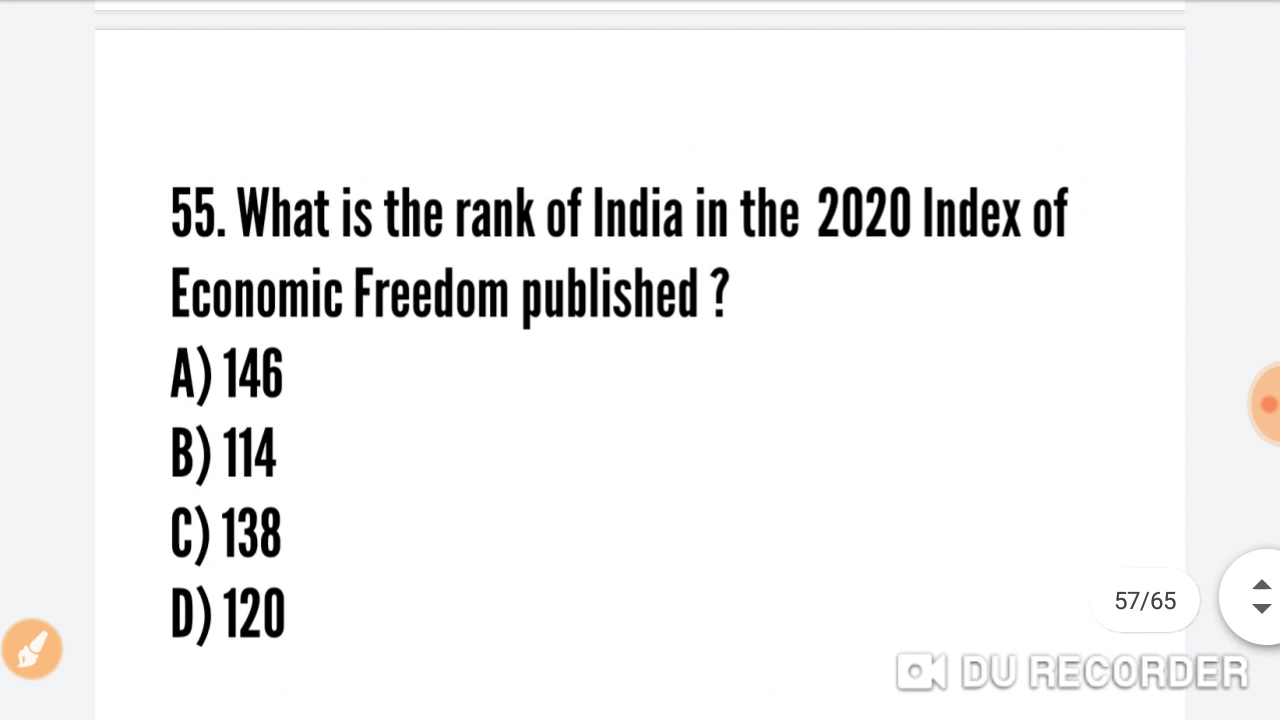 55. What is the rank of India in the 2020 Index of
Economic Freedom published ?
A) 146
B) 114
C) 138
D) 120
57/65
DU RECORDER